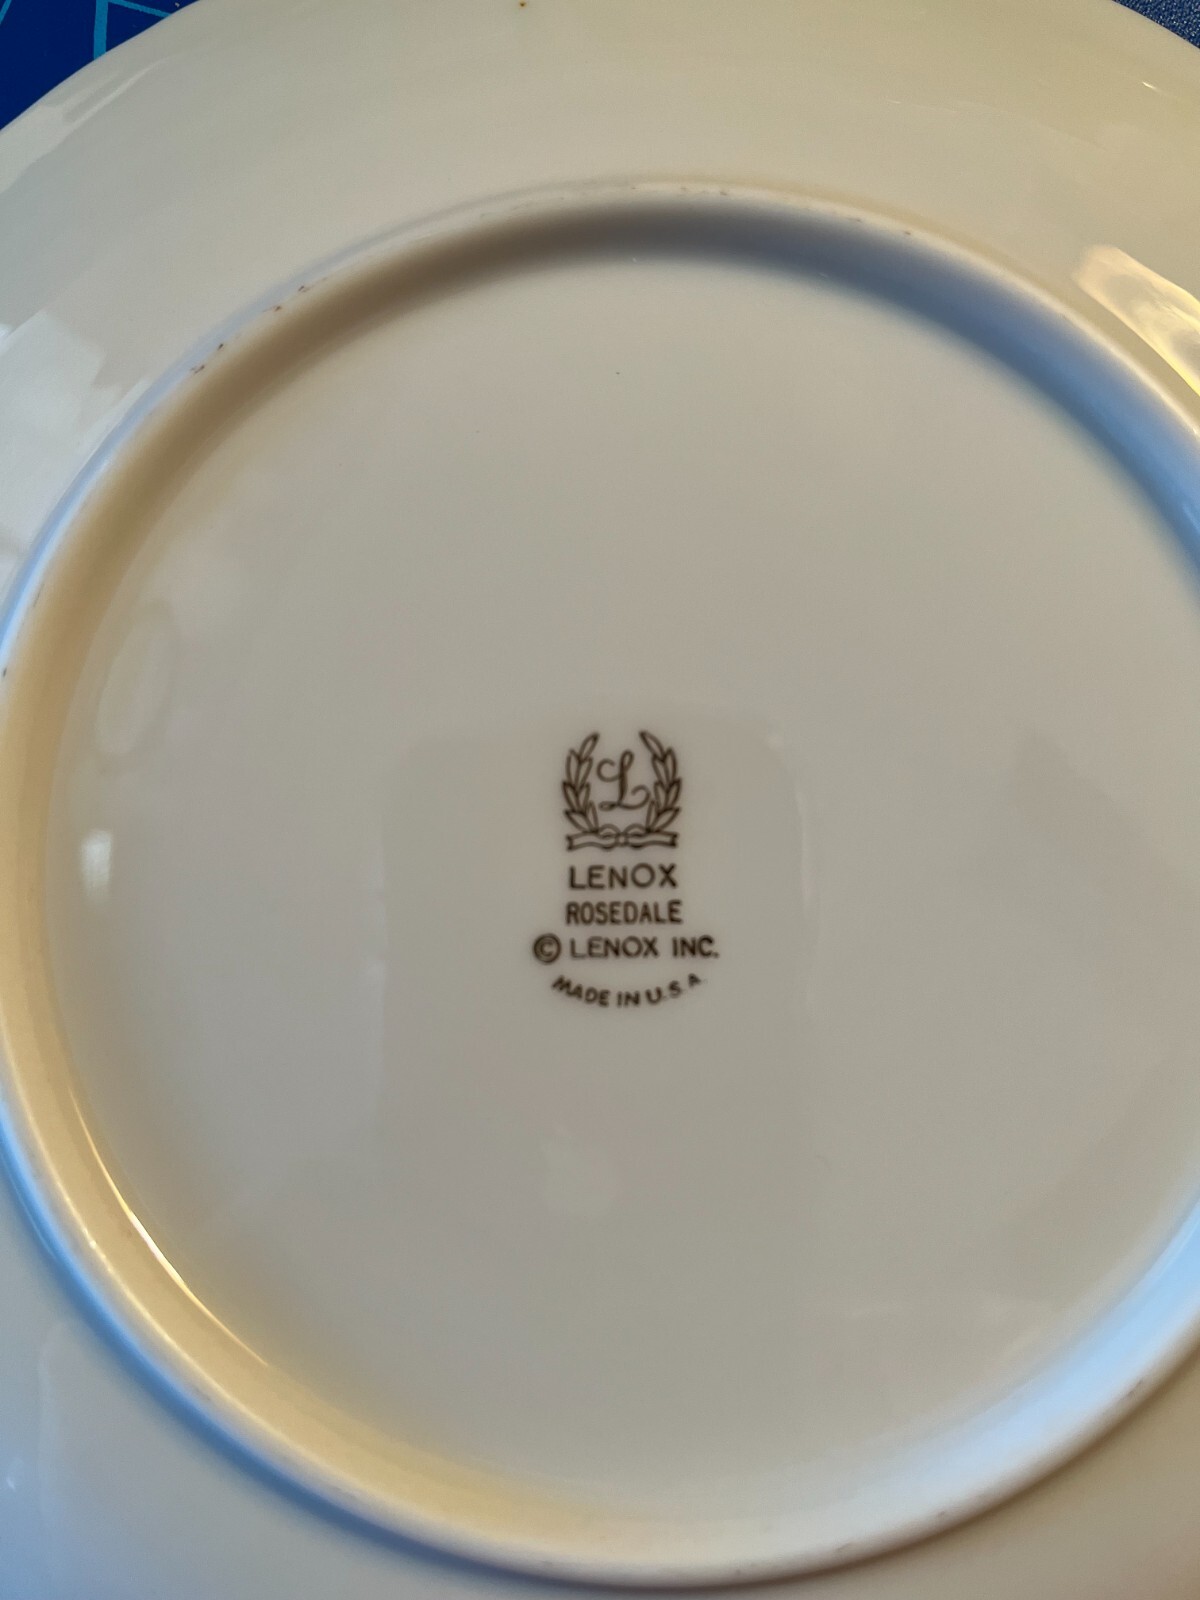 L
LENOX
ROSEDALE
© LENOX INC.
MADE IN U.S.A.